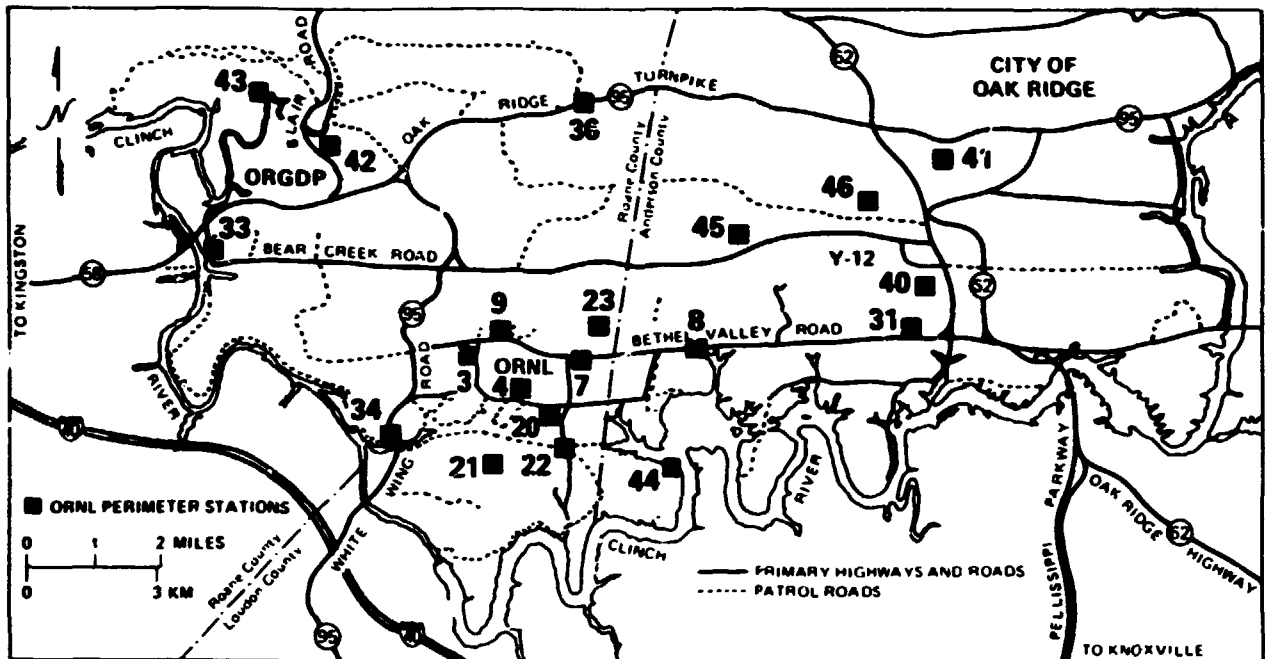 CITY OF
OAK RIDGE
ROAD
BLAIR
62
TURNPIKE
95
RIDGE
OAK
95
43
36
CLINCH
42
41
ORGDP
Roane County
Anderson County
46
45
33
BEAR CREEK ROAD
Y-12
58
TO KINGSTON
40
62
95
9
23
8
31
BETHEL VALLEY ROAD
ROAD
3
ORNL
4
7
RIVER
34
20
WING
21
22
44
RIVER
PARKWAY
OAK RIDGE
62
HIGHWAY
ORNL PERIMETER STATIONS
0 1 2 MILES
0 3 KM
WHITE
CLINCH
Roane County
Loudon County
PRIMARY HIGHWAYS AND ROADS
PATROL ROADS
PELLISSIPPI
95
TO KNOXVILLE
N